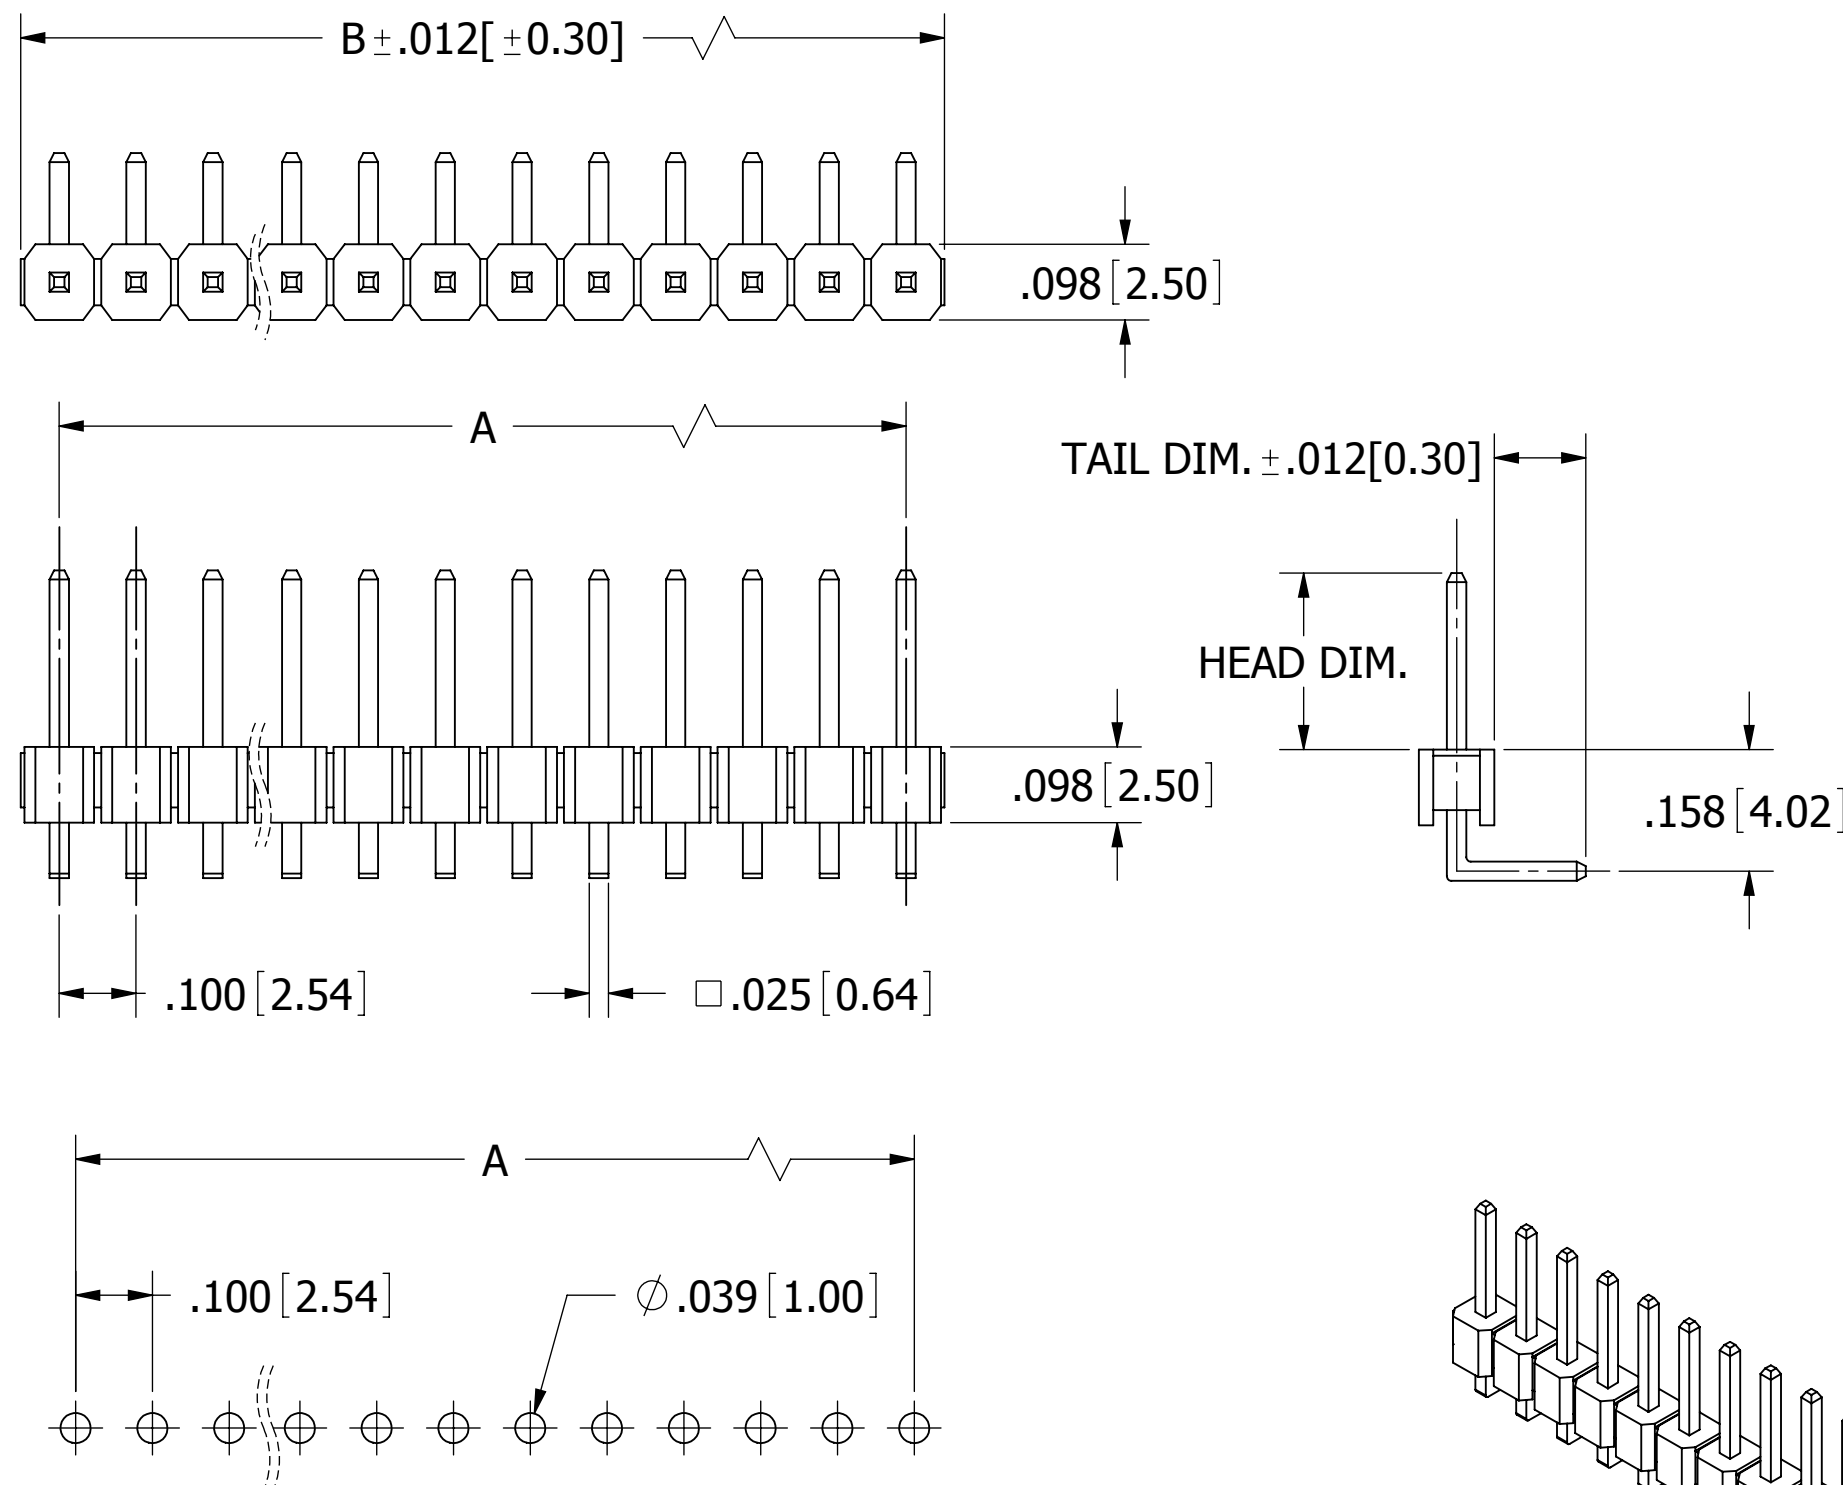 B±.012[±0.30]
.098[2.50]
A
TAIL DIM. ±.012[0.30]
HEAD DIM.
.098[2.50]
.158[4.02]
.100[2.54]
□.025[0.64]
A
.100[2.54]
∅.039[1.00]